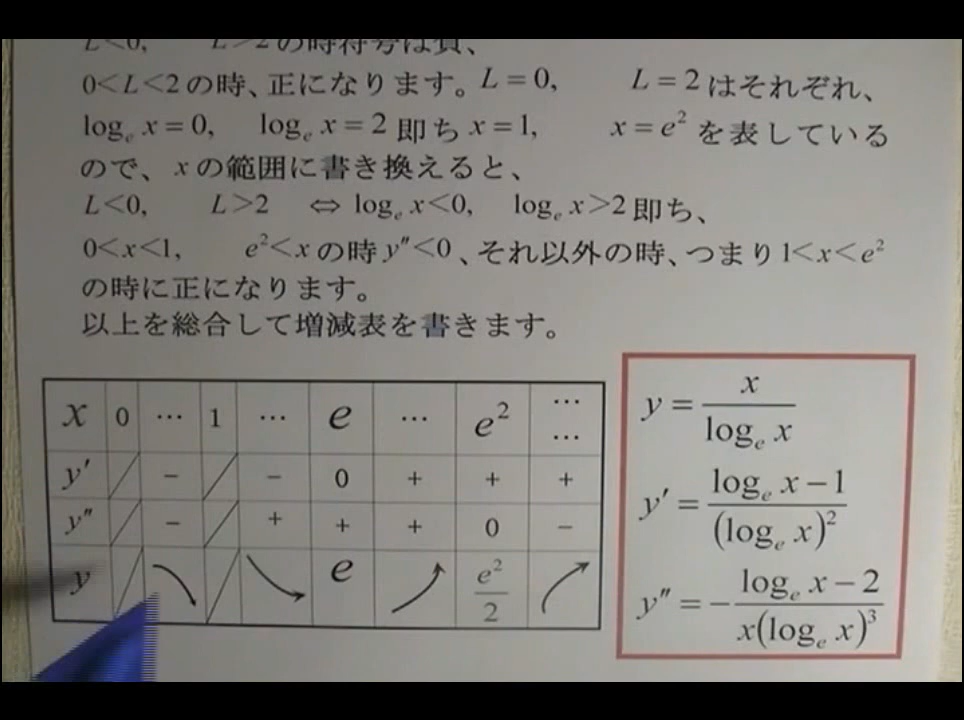 L<0, L>2の時符号は負、
0<L<2の時、正になります。L=0, L=2はそれぞれ、
logₑ x=0, logₑ x=2即ちx=1, x=e²を表している
ので、xの範囲に書き換えると、
L<0, L>2 ⇔ logₑ x<0, logₑ x>2即ち、
0<x<1, e²<xの時y″<0、それ以外の時、つまり1<x<e²
の時に正になります。
以上を総合して増減表を書きます。
x 0 … 1 … e … e² … …
y′ − − 0 + + +
y″ − + + + 0 −
y e e²/2
y = x/logₑ x
y′ = (logₑ x − 1)/(logₑ x)²
y″ = −(logₑ x − 2)/(x(logₑ x)³)